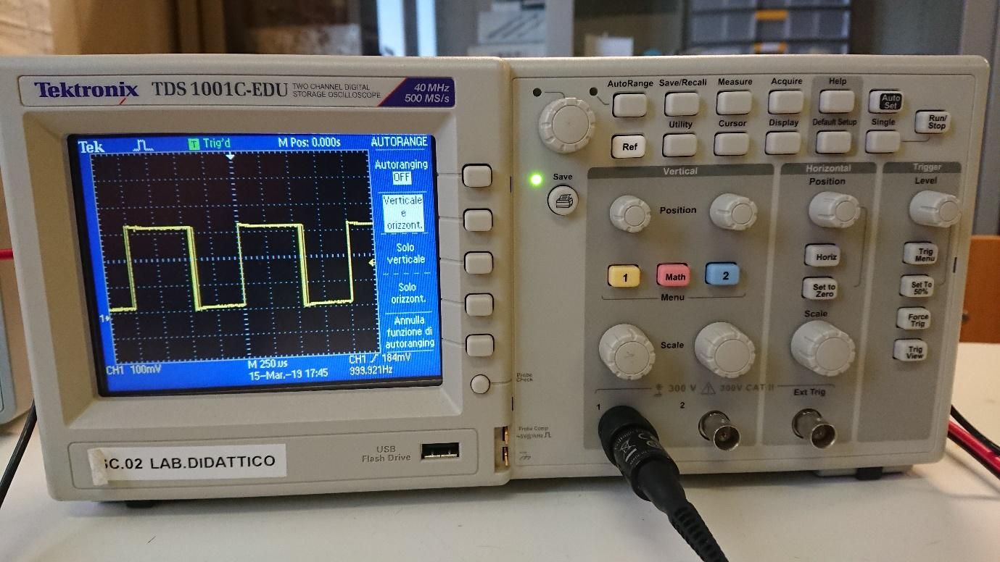 Tektronix TDS 1001C-EDU TWO CHANNEL DIGITAL STORAGE OSCILLOSCOPE
40 MHz
500 MS/s
Tek T Trig'd M Pos: 0.000s AUTORANGE
Autoranging
OFF
Verticale
e
orizzont.
Solo
verticale
Solo
orizzont.
Annulla
funzione di
autoranging
1
CH1 100mV M 250 µs CH1 184mV
15-Mar.-19 17:45 999.921Hz
SC.02 LAB.DIDATTICO
USB
Flash Drive
AutoRange Save/Recall Measure Acquire Help Auto Set
Utility Cursor Display Default Setup Single Run/Stop
Ref
Save
Vertical Horizontal Trigger
Position Position Level
1 Math 2
Menu
Horiz
Set to Zero
Trig Menu
Set To 50%
Force Trig
Trig View
Scale Scale
Probe
Check
300 V 300V CAT II
1 2 Ext Trig
Probe Comp
~5V@1kHz